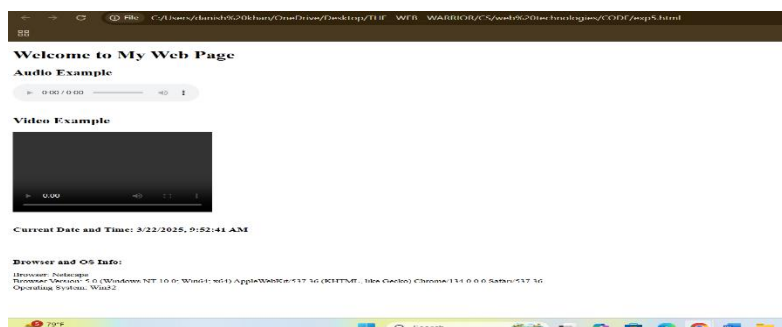 File C:/Users/danish%20khan/OneDrive/Desktop/THE WEB WARRIOR/CS/web%20technologies/CODE/exp5.html
Welcome to My Web Page
Audio Example
0:00 / 0:00
Video Example
0:00
Current Date and Time: 3/22/2025, 9:52:41 AM
Browser and OS Info:
Browser: Netscape
Browser Version: 5.0 (Windows NT 10.0; Win64; x64) AppleWebKit/537.36 (KHTML, like Gecko) Chrome/134.0.0.0 Safari/537.36
Operating System: Win32
79°F
Search